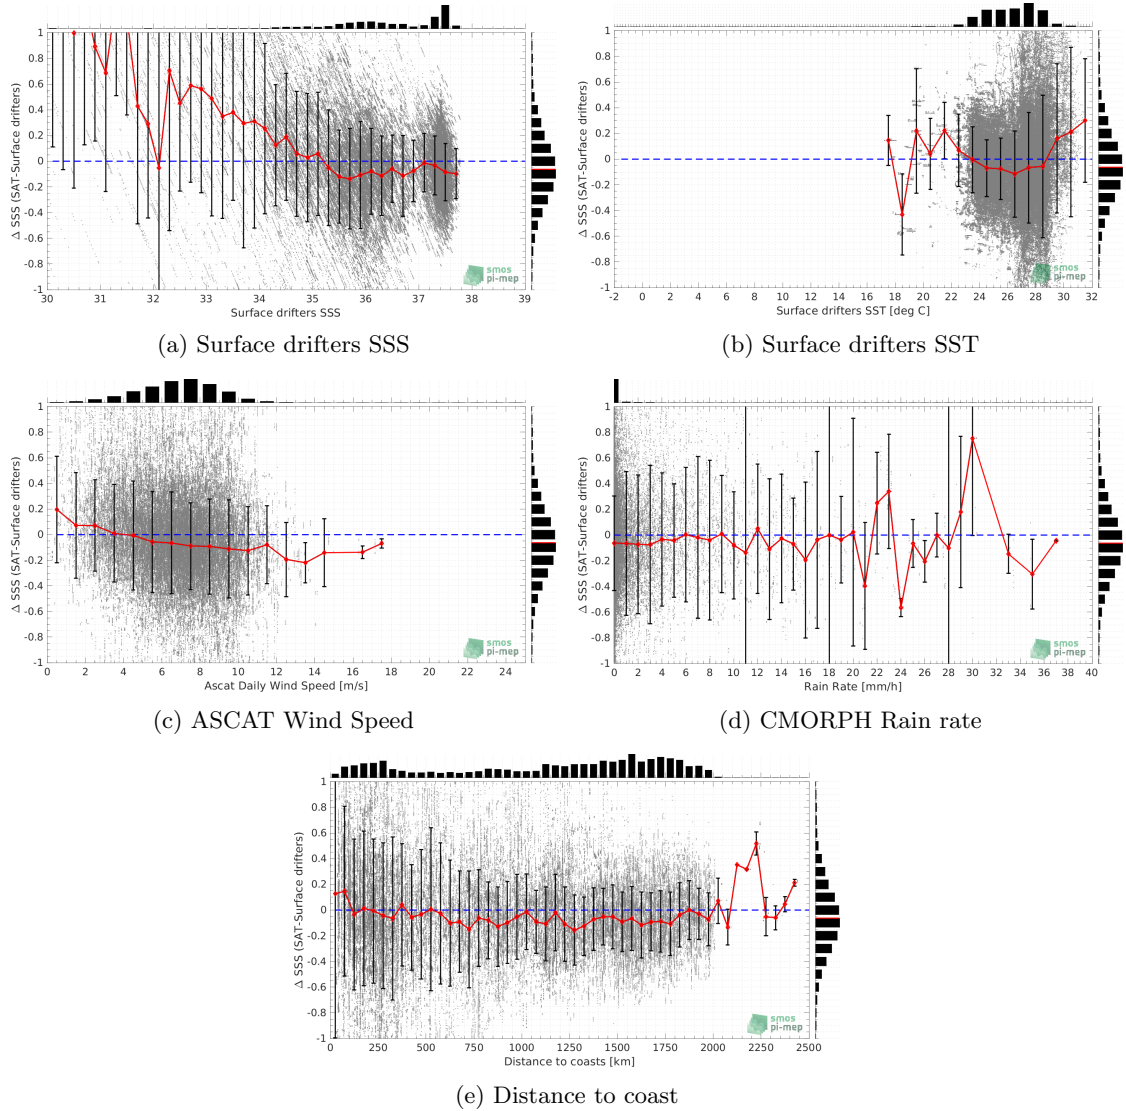 1
0.8
0.6
0.4
0.2
0
-0.2
-0.4
-0.6
-0.8
-1
Δ SSS (SAT-Surface drifters)
smos
pi-mep
30 31 32 33 34 35 36 37 38 39
Surface drifters SSS
(a) Surface drifters SSS
1
0.8
0.6
0.4
0.2
0
-0.2
-0.4
-0.6
-0.8
-1
Δ SSS (SAT-Surface drifters)
smos
pi-mep
-2 0 2 4 6 8 10 12 14 16 18 20 22 24 26 28 30 32
Surface drifters SST [deg C]
(b) Surface drifters SST
1
0.8
0.6
0.4
0.2
0
-0.2
-0.4
-0.6
-0.8
-1
Δ SSS (SAT-Surface drifters)
smos
pi-mep
0 2 4 6 8 10 12 14 16 18 20 22 24
Ascat Daily Wind Speed [m/s]
(c) ASCAT Wind Speed
1
0.8
0.6
0.4
0.2
0
-0.2
-0.4
-0.6
-0.8
-1
Δ SSS (SAT-Surface drifters)
smos
pi-mep
0 2 4 6 8 10 12 14 16 18 20 22 24 26 28 30 32 34 36 38 40
Rain Rate [mm/h]
(d) CMORPH Rain rate
1
0.8
0.6
0.4
0.2
0
-0.2
-0.4
-0.6
-0.8
-1
Δ SSS (SAT-Surface drifters)
smos
pi-mep
0 250 500 750 1000 1250 1500 1750 2000 2250 2500
Distance to coasts [km]
(e) Distance to coast